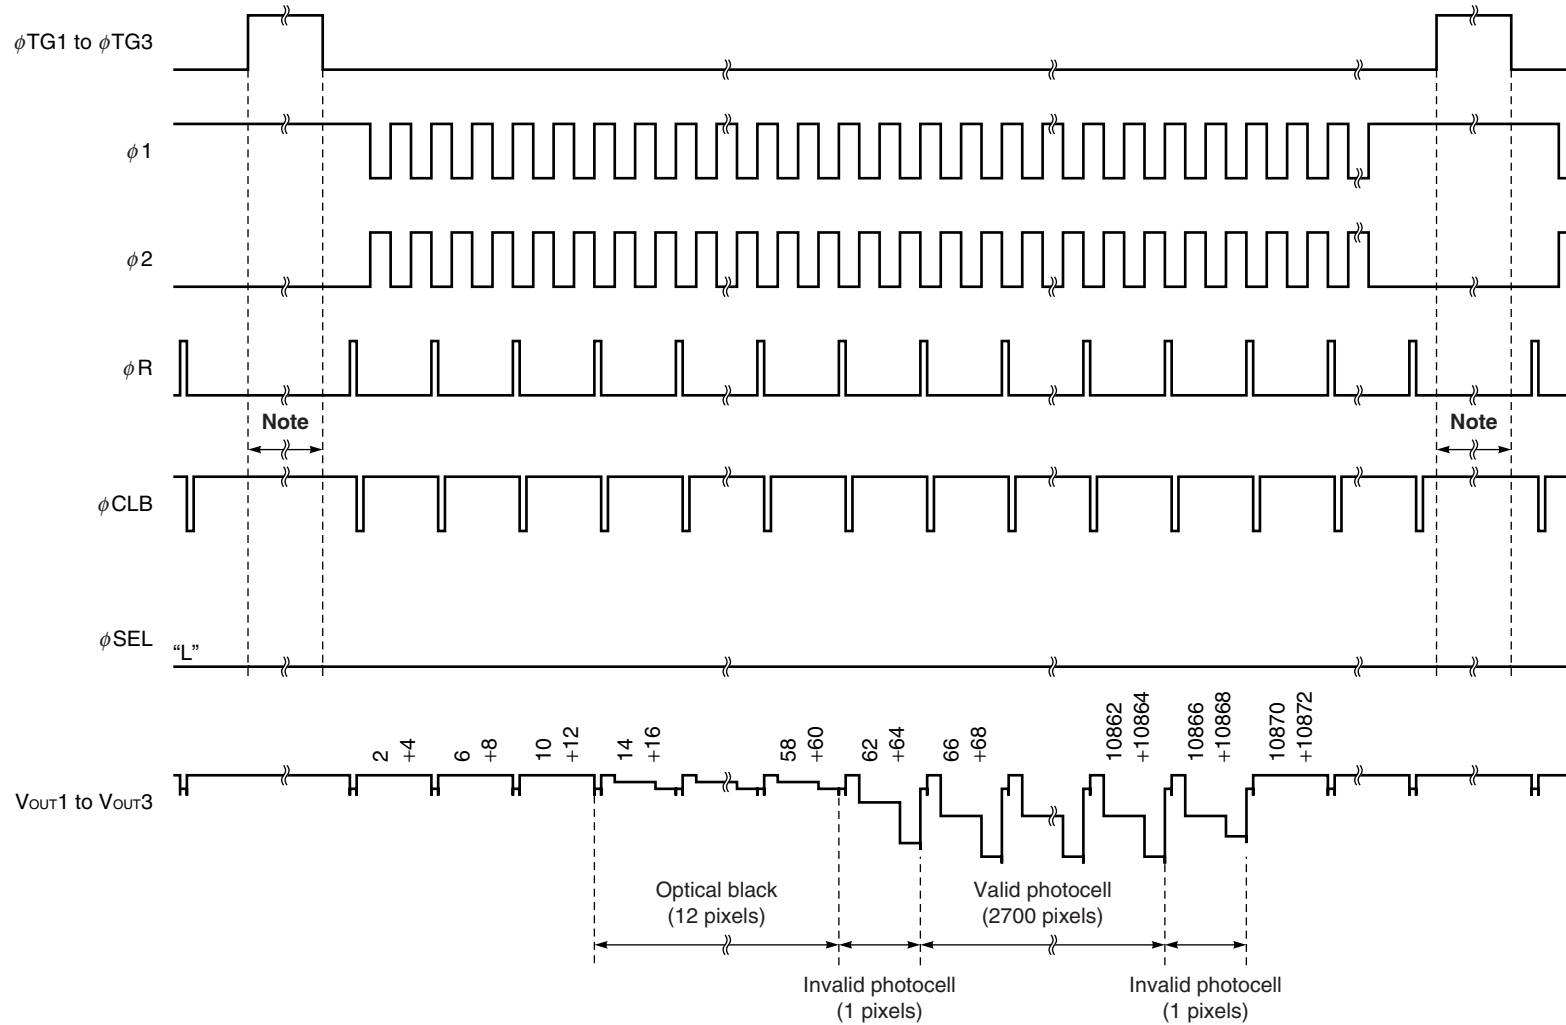 ϕTG1 to ϕTG3
ϕ1
ϕ2
ϕR
Note
Note
ϕCLB
ϕSEL
“L”
2
+4
6
+8
10
+12
14
+16
58
+60
62
+64
66
+68
10862
+10864
10866
+10868
10870
+10872
VOUT1 to VOUT3
Optical black
(12 pixels)
Valid photocell
(2700 pixels)
Invalid photocell
(1 pixels)
Invalid photocell
(1 pixels)